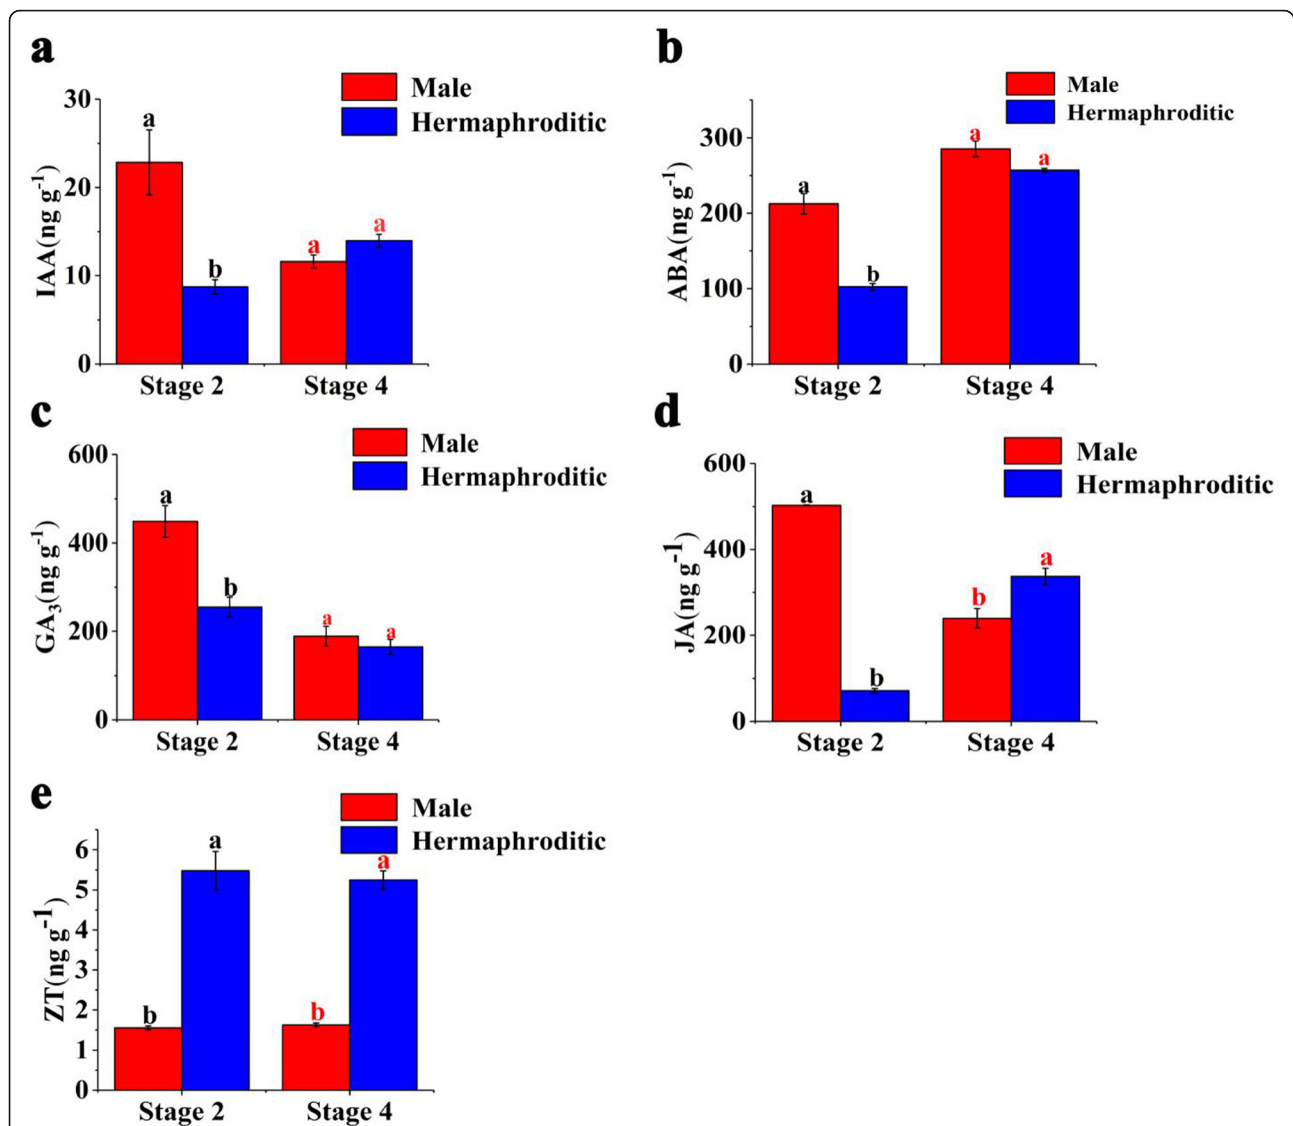 a
Male
Hermaphroditic
IAA(ng g-1)
30
20
10
0
a
b
a
a
Stage 2
Stage 4
b
Male
Hermaphroditic
ABA(ng g-1)
300
200
100
0
a
b
a
a
Stage 2
Stage 4
c
Male
Hermaphroditic
GA3(ng g-1)
600
400
200
0
a
b
a
a
Stage 2
Stage 4
d
Male
Hermaphroditic
JA(ng g-1)
600
400
200
0
a
b
b
a
Stage 2
Stage 4
e
Male
Hermaphroditic
ZT(ng g-1)
6
5
4
3
2
1
0
b
a
b
a
Stage 2
Stage 4